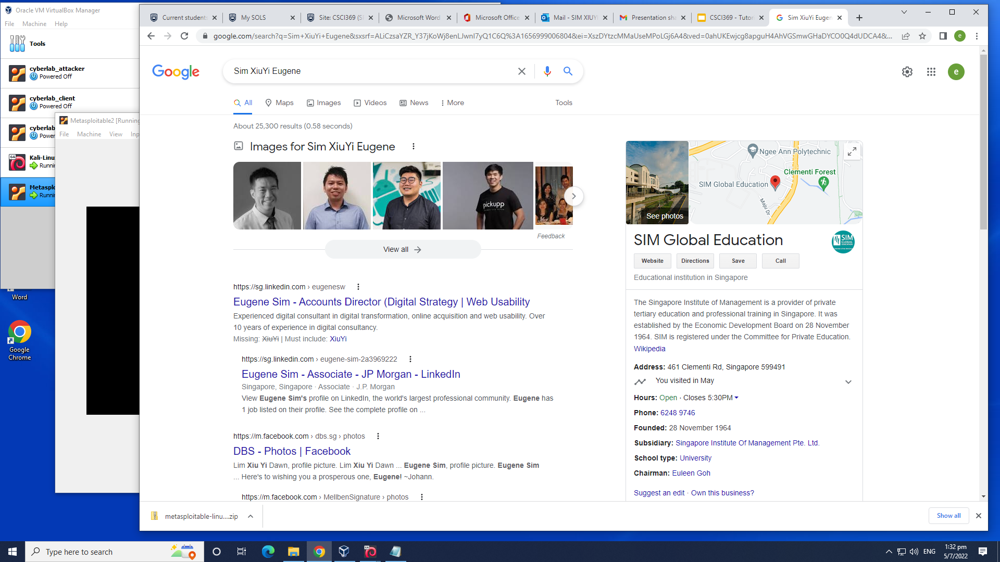 Oracle VM VirtualBox Manager
File Machine Help
Tools
cyberlab_attacker
Powered Off
cyberlab_client
Powered Off
cyberlab
Power
64
Kali-Linux
Runnin
Metasplo
Runnin
Metasploitable2 [Running
File Machine View Inp
Word
Google
Chrome
Current students
My SOLS
Site: CSCI369 (S
Microsoft Word
Microsoft Office
Mail - SIM XIUYI
Presentation sha
CSCI369 - Tutori
Sim XiuYi Eugen
google.com/search?q=Sim+XiuYi+Eugene&sxsrf=ALiCzsaYZR_Y37jKoWj8enLJwnI7yQ1C6Q%3A1656999006804&ei=XszDYtzcMMaUseMPoLGj6A4&ved=0ahUKEwjcg8apguH4AhVGSmwGHaDYCO0Q4dUDCA4&...
e
Google
Sim XiuYi Eugene
e
All Maps Images Videos News More Tools
About 25,300 results (0.58 seconds)
Images for Sim XiuYi Eugene
pickupp
Feedback
View all
https://sg.linkedin.com › eugenesw
Eugene Sim - Accounts Director (Digital Strategy | Web Usability
Experienced digital consultant in digital transformation, online acquisition and web usability. Over
10 years of experience in digital consultancy.
Missing: XiuYi | Must include: XiuYi
https://sg.linkedin.com › eugene-sim-2a3969222
Eugene Sim - Associate - JP Morgan - LinkedIn
Singapore, Singapore · Associate · J.P. Morgan
View Eugene Sim's profile on LinkedIn, the world's largest professional community. Eugene has
1 job listed on their profile. See the complete profile on ...
https://m.facebook.com › dbs.sg › photos
DBS - Photos | Facebook
Lim Xiu Yi Dawn, profile picture. Lim Xiu Yi Dawn ... Eugene Sim, profile picture. Eugene Sim
... Here's to wishing you a prosperous one, Eugene! ~Johann.
https://m.facebook.com › MellbenSignature › photos
See photos
Ngee Ann Polytechnic
Clementi Forest
SIM Global Education
Maju Dr
SIM Global Education
SIM
GLOBAL
EDUCATION
Website Directions Save Call
Educational institution in Singapore
The Singapore Institute of Management is a provider of private
tertiary education and professional training in Singapore. It was
established by the Economic Development Board on 28 November
1964. SIM is registered under the Committee for Private Education.
Wikipedia
Address: 461 Clementi Rd, Singapore 599491
You visited in May
Hours: Open · Closes 5:30PM
Phone: 6248 9746
Founded: 28 November 1964
Subsidiary: Singapore Institute Of Management Pte. Ltd.
School type: University
Chairman: Euleen Goh
Suggest an edit · Own this business?
metasploitable-linu....zip
Show all
Type here to search
64
ENG
1:32 pm
5/7/2022